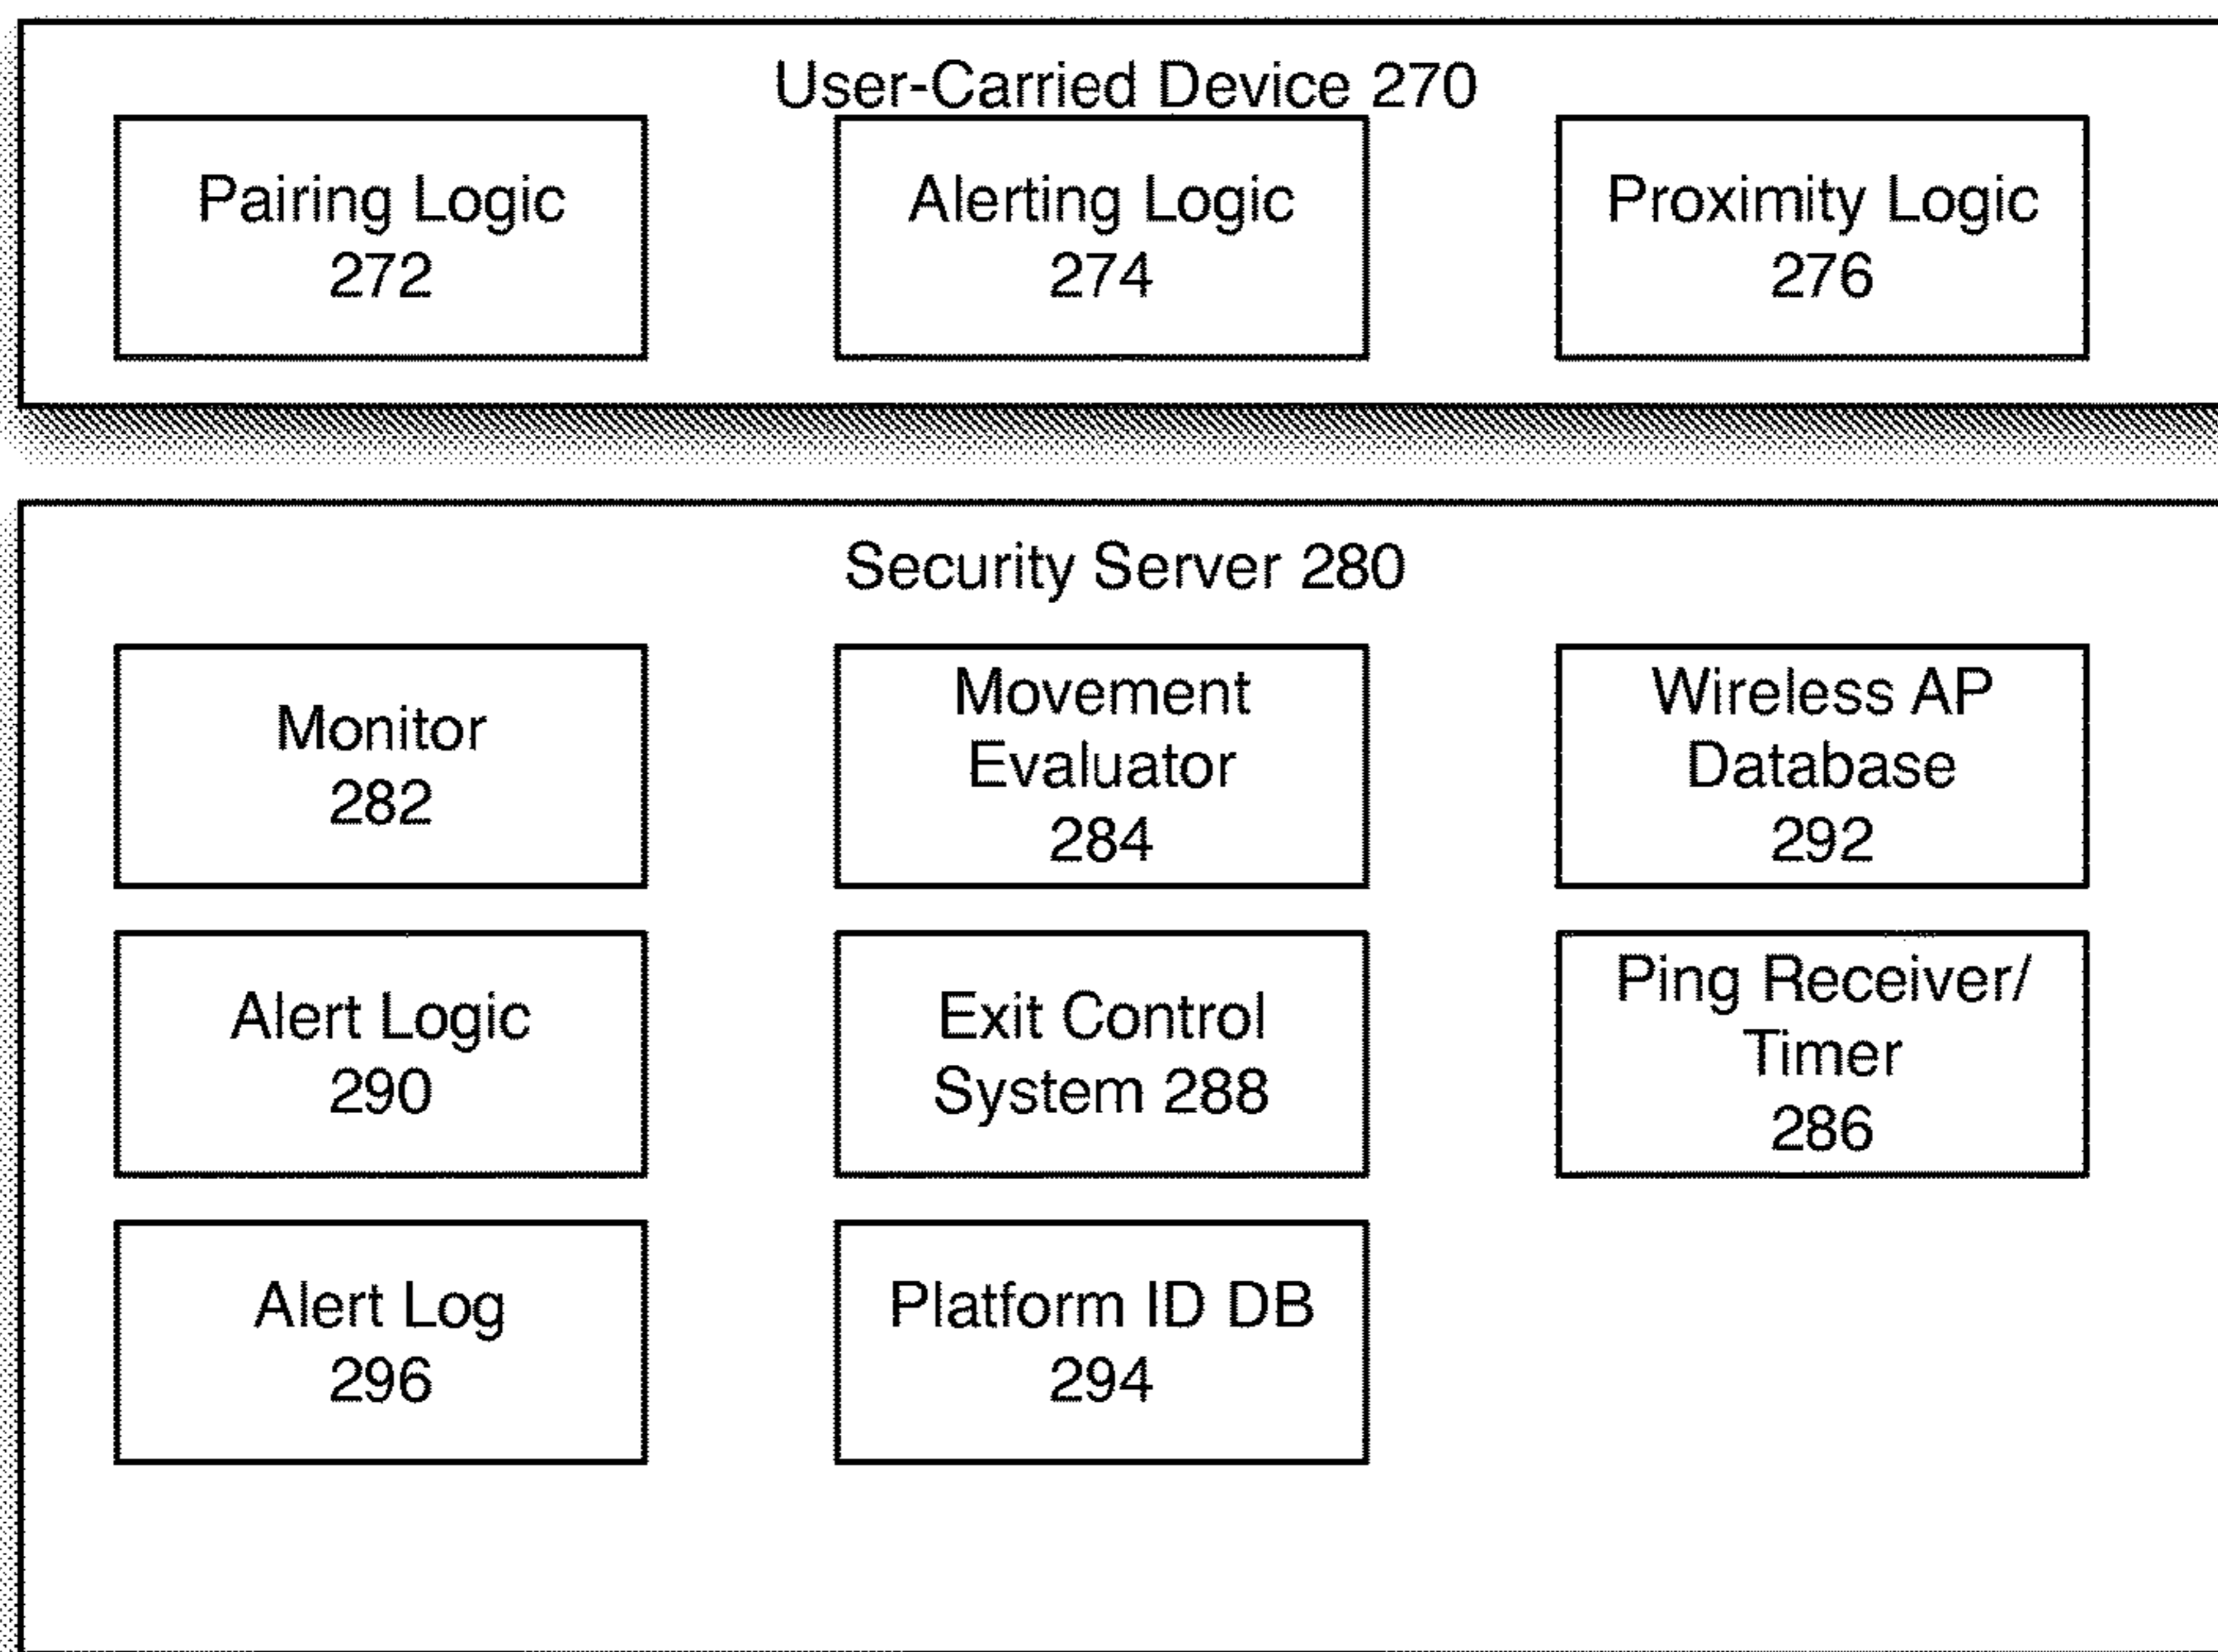 User-Carried Device 270
Pairing Logic
272
Alerting Logic
274
Proximity Logic
276
Security Server 280
Monitor
282
Movement
Evaluator
284
Wireless AP
Database
292
Alert Logic
290
Exit Control
System 288
Ping Receiver/
Timer
286
Alert Log
296
Platform ID DB
294